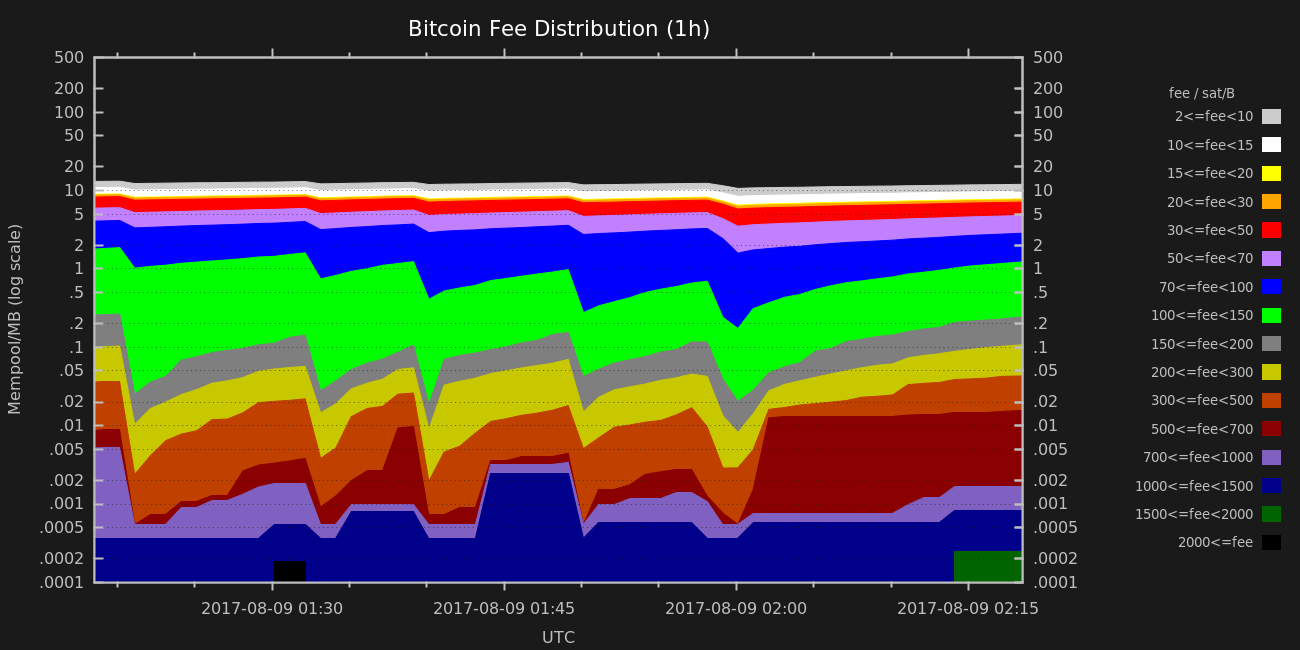 Bitcoin Fee Distribution (1h)
500 500
200 200
100 100
50 50
20 20
10 10
5 5
2 2
1 1
.5 .5
.2 .2
.1 .1
.05 .05
.02 .02
.01 .01
.005 .005
.002 .002
.001 .001
.0005 .0005
.0002 .0002
.0001 .0001
Mempool/MB (log scale)
2017-08-09 01:30 2017-08-09 01:45 2017-08-09 02:00 2017-08-09 02:15
UTC
fee / sat/B
2<=fee<10
10<=fee<15
15<=fee<20
20<=fee<30
30<=fee<50
50<=fee<70
70<=fee<100
100<=fee<150
150<=fee<200
200<=fee<300
300<=fee<500
500<=fee<700
700<=fee<1000
1000<=fee<1500
1500<=fee<2000
2000<=fee